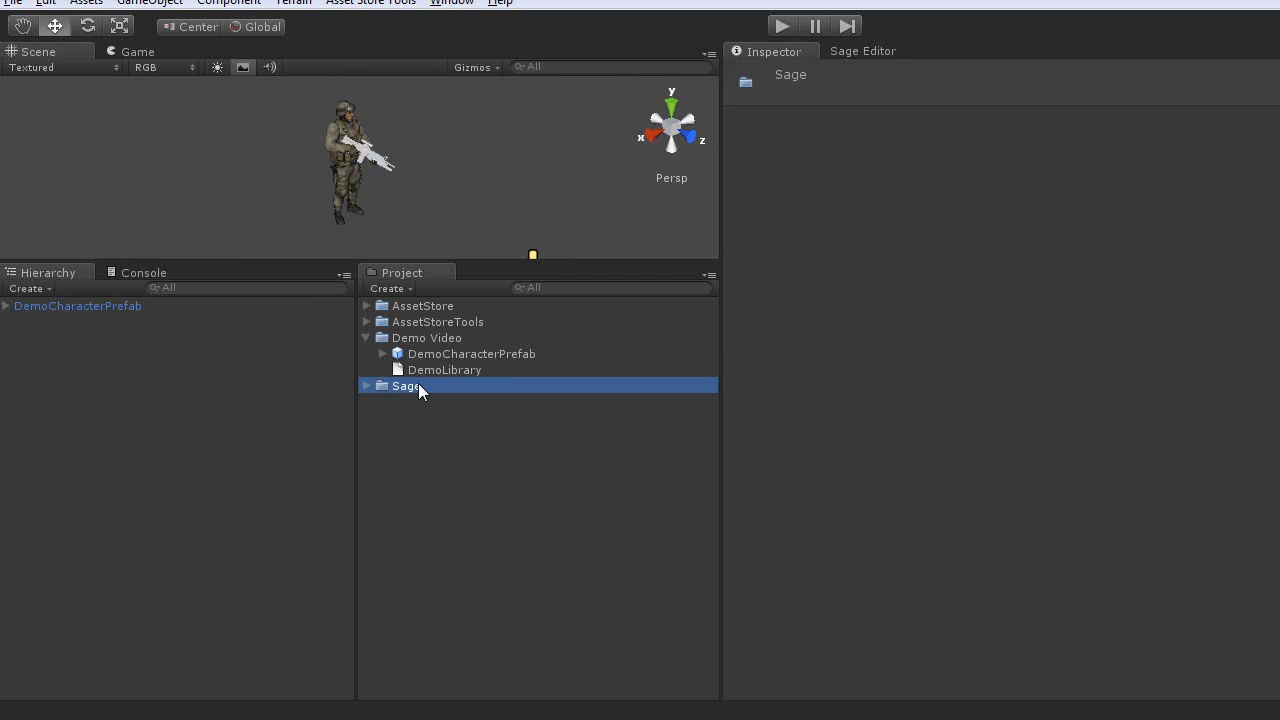 File Edit Assets GameObject Component Terrain Asset Store Tools Window Help
Center Global
Scene Game
Textured RGB Gizmos All
y
x z
Persp
Hierarchy Console
Create All
DemoCharacterPrefab
Project
Create All
AssetStore
AssetStoreTools
Demo Video
DemoCharacterPrefab
DemoLibrary
Sage
Inspector Sage Editor
Sage